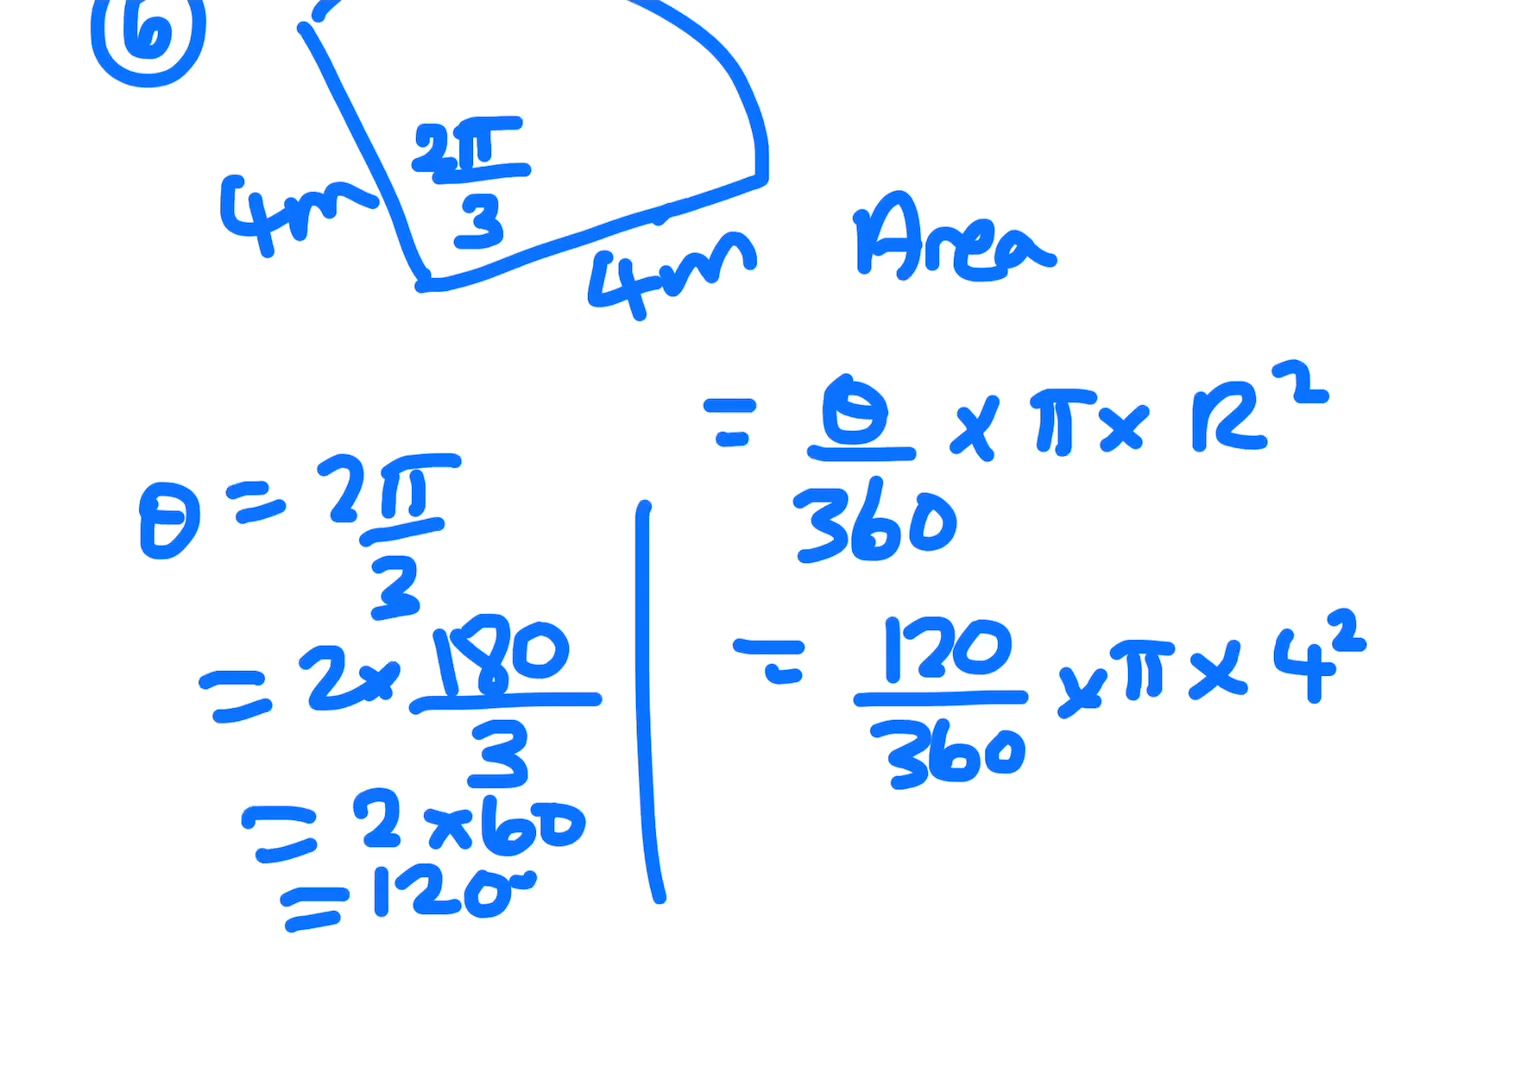 6
2π/3
4m
4m
Area
= θ/360 × π × R²
θ = 2π/3
= 2 × 180/3
= 120/360 × π × 4²
= 2 × 60
= 120°